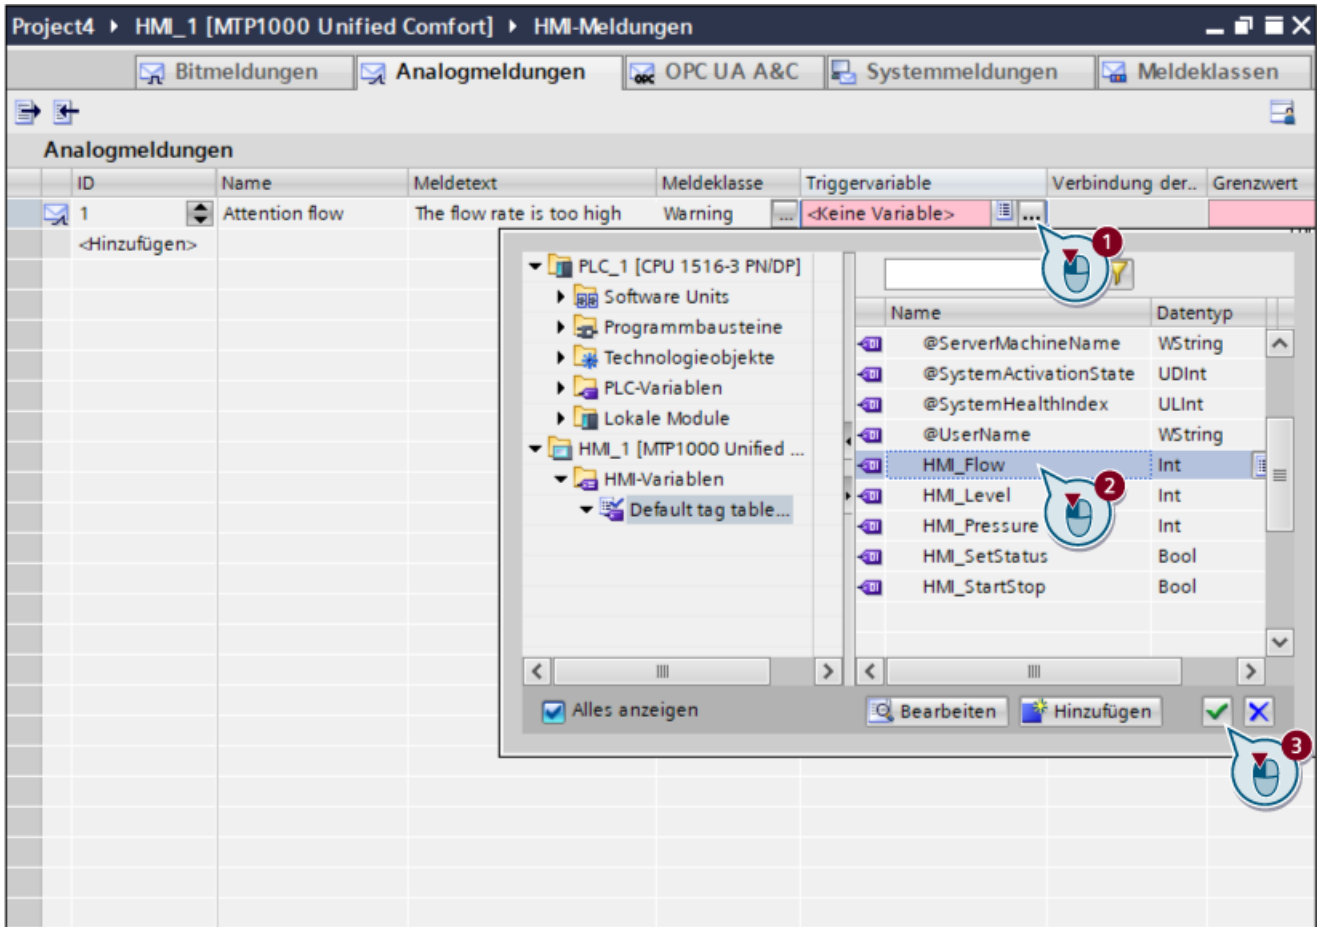 Project4 ▸ HMI_1 [MTP1000 Unified Comfort] ▸ HMI-Meldungen
Bitmeldungen Analogmeldungen OPC UA A&C Systemmeldungen Meldeklassen
Analogmeldungen
ID Name Meldetext Meldeklasse Triggervariable Verbindung der.. Grenzwert
1 Attention flow The flow rate is too high Warning ... <Keine Variable> ...
<Hinzufügen>
1
PLC_1 [CPU 1516-3 PN/DP]
Software Units
Programmbausteine
Technologieobjekte
PLC-Variablen
Lokale Module
HMI_1 [MTP1000 Unified ...
HMI-Variablen
Default tag table...
Name Datentyp
@ServerMachineName WString
@SystemActivationState UDInt
@SystemHealthIndex ULInt
@UserName WString
HMI_Flow Int
2
HMI_Level Int
HMI_Pressure Int
HMI_SetStatus Bool
HMI_StartStop Bool
Alles anzeigen Bearbeiten Hinzufügen
3